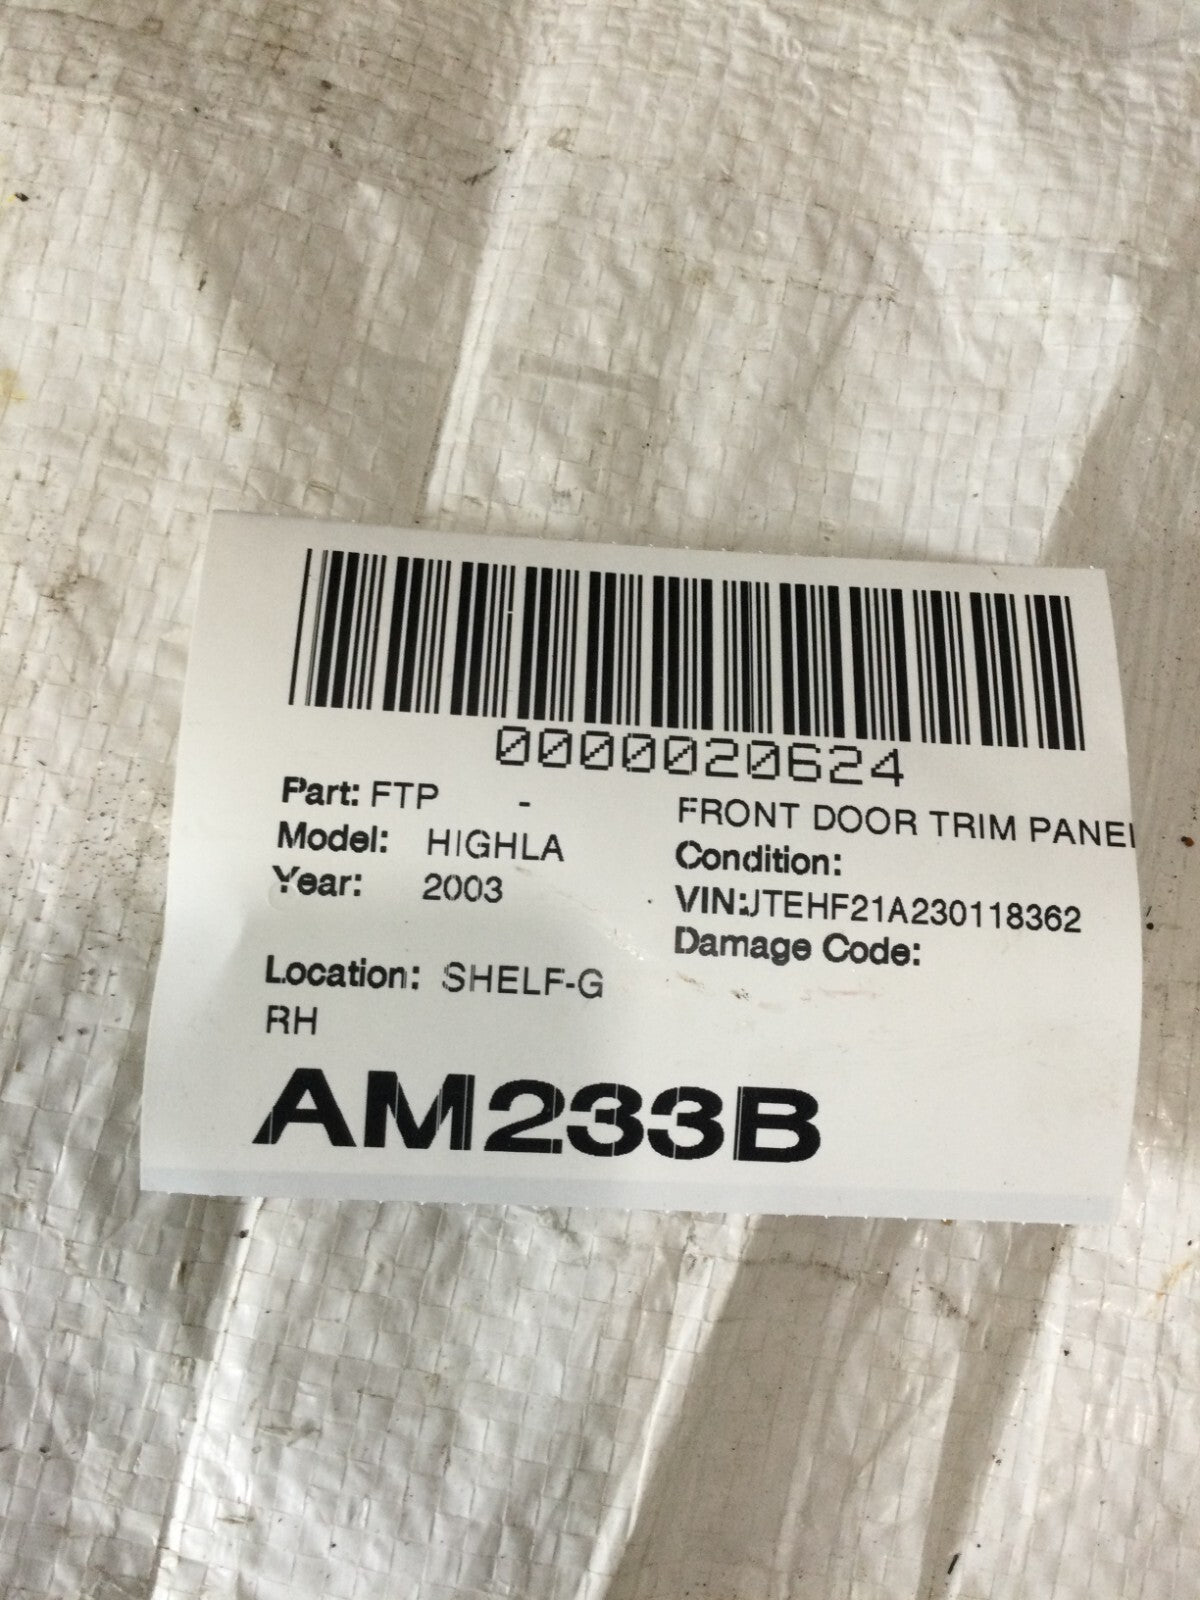 0000020624
Part: FTP - FRONT DOOR TRIM PANEL
Model: HIGHLA Condition:
Year: 2003 VIN:JTEHF21A230118362
Damage Code:
Location: SHELF-G
RH
AM233B